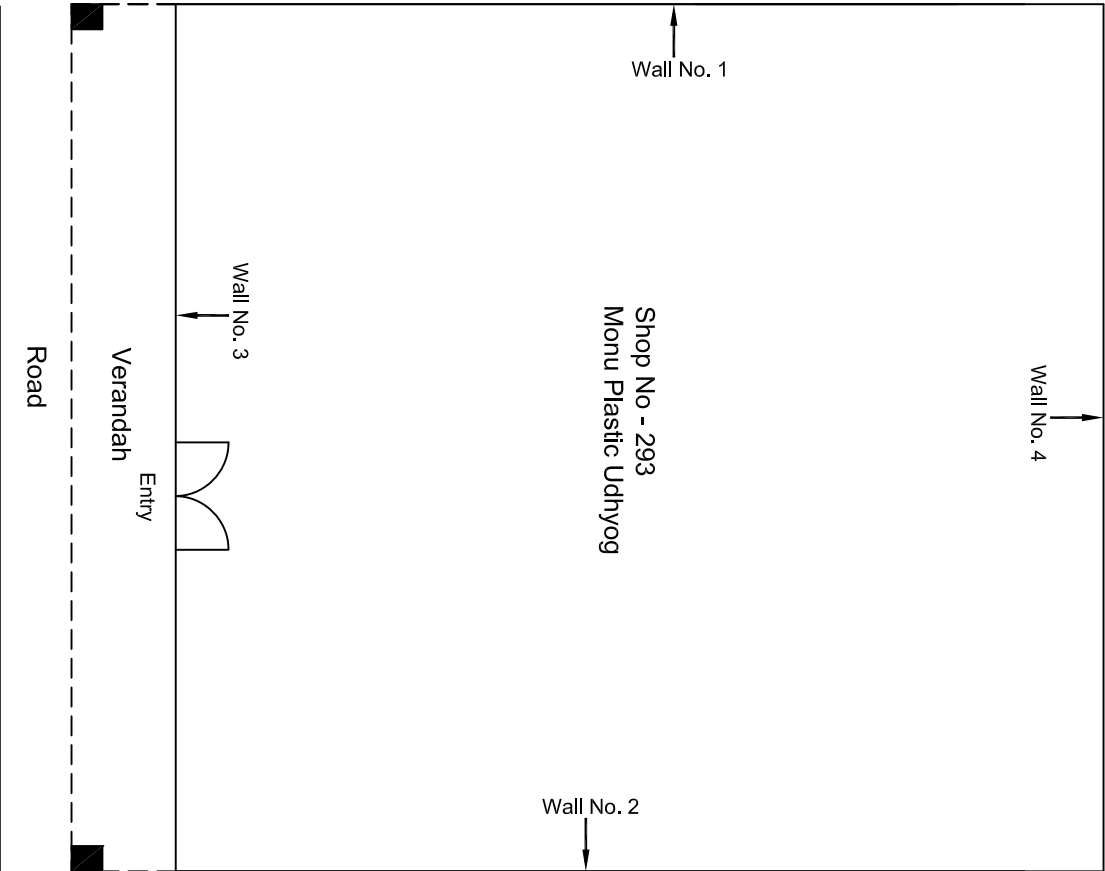 Wall No. 1
Wall No. 4
Wall No. 3
Shop No - 293
Monu Plastic Udhyog
Road
Verandah
Entry
Wall No. 2